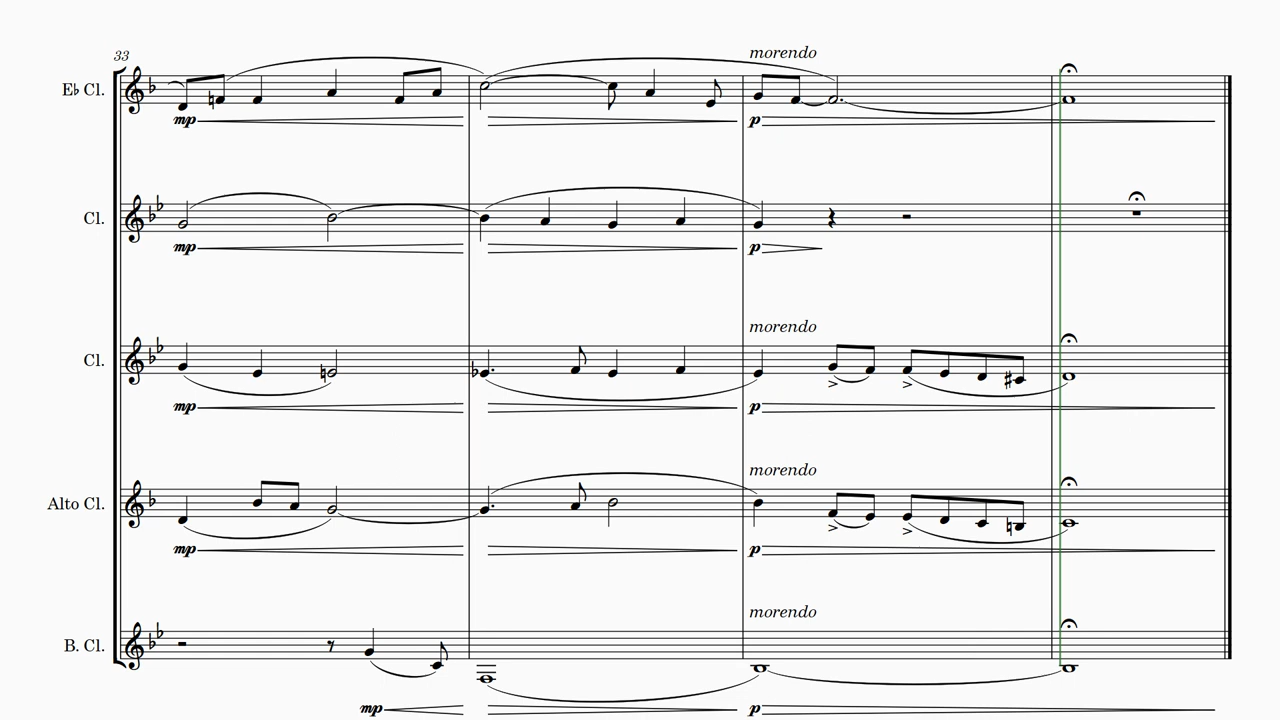 33
morendo
E♭ Cl.
mp
p
Cl.
mp
p
morendo
Cl.
mp
p
morendo
Alto Cl.
mp
p
morendo
B. Cl.
mp
p